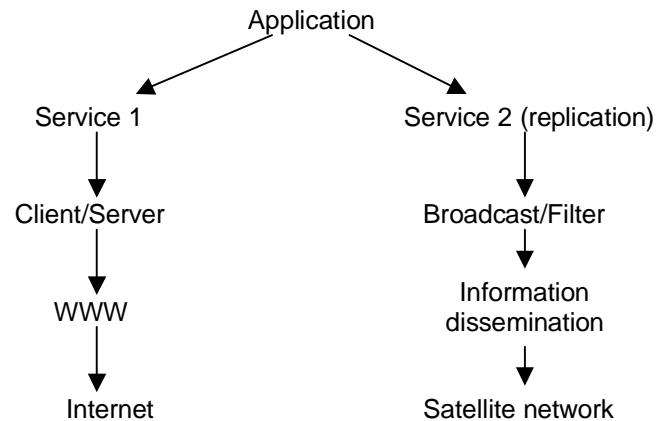 Application
Service 1
Service 2 (replication)
Client/Server
Broadcast/Filter
WWW
Information
dissemination
Internet
Satellite network